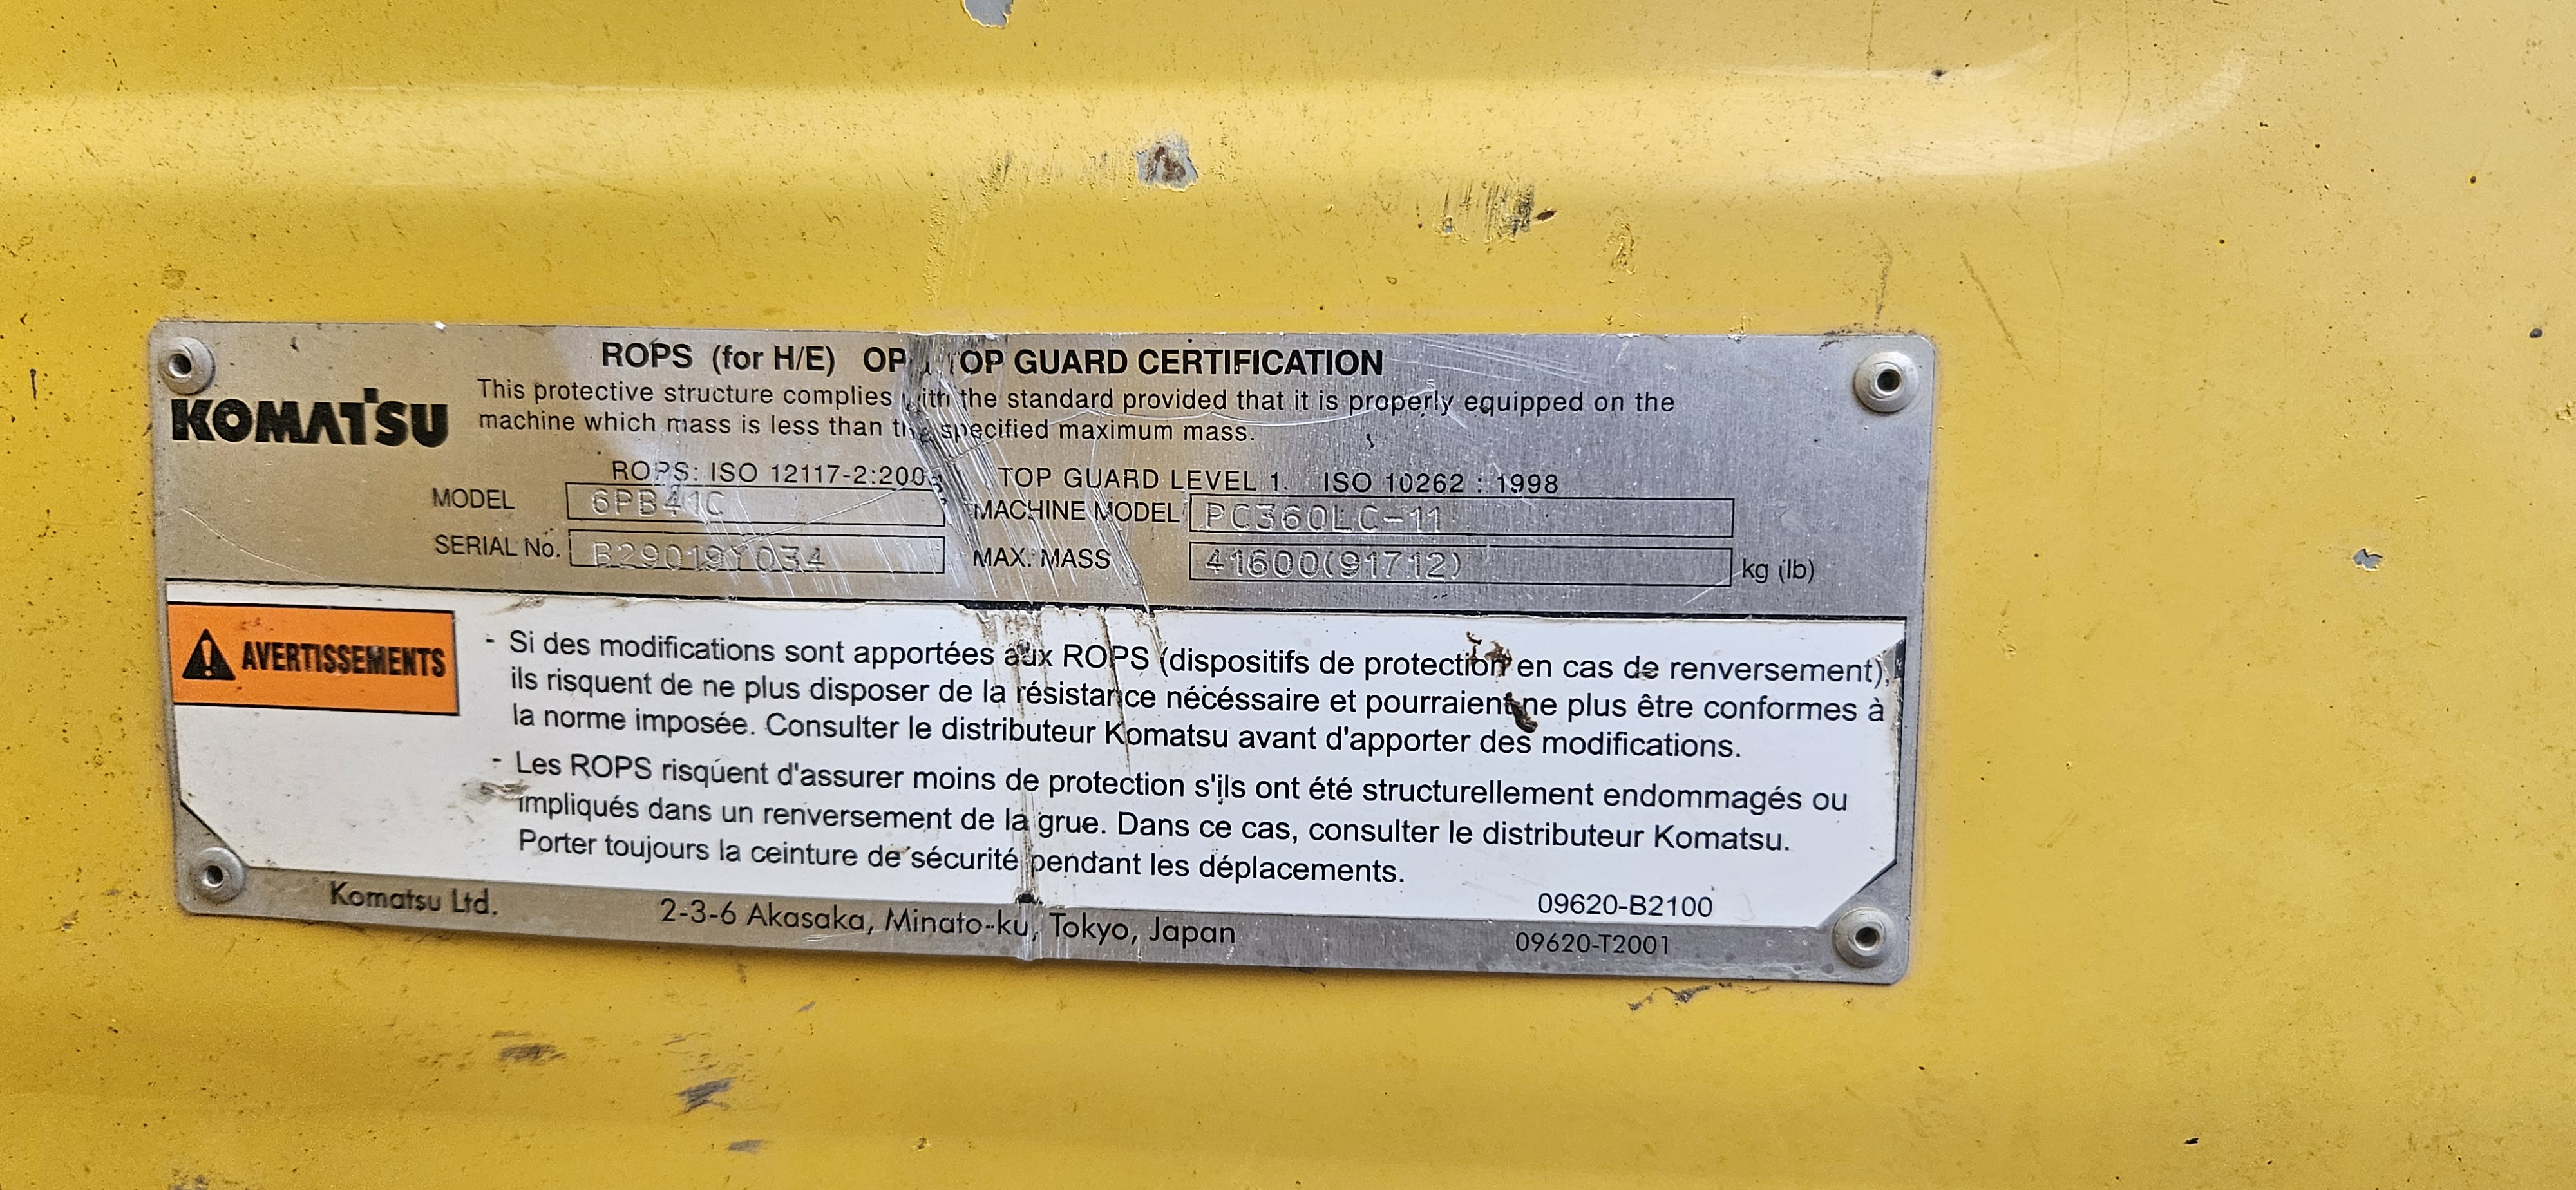 ROPS (for H/E) OPG TOP GUARD CERTIFICATION
KOMATSU
This protective structure complies with the standard provided that it is properly equipped on the
machine which mass is less than the specified maximum mass.
ROPS: ISO 12117-2: TOP GUARD LEVEL 1. ISO 10262 : 1998
MODEL 6PB41C MACHINE MODEL PC360LC-11
SERIAL No. B29019Y034 MAX. MASS 41600(91712) kg (lb)
AVERTISSEMENTS
- Si des modifications sont apportées aux ROPS (dispositifs de protection en cas de renversement),
ils risquent de ne plus disposer de la résistance nécéssaire et pourraient ne plus être conformes à
la norme imposée. Consulter le distributeur Komatsu avant d'apporter des modifications.
- Les ROPS risquent d'assurer moins de protection s'ils ont été structurellement endommagés ou
impliqués dans un renversement de la grue. Dans ce cas, consulter le distributeur Komatsu.
Porter toujours la ceinture de sécurité pendant les déplacements.
09620-B2100
Komatsu Ltd. 2-3-6 Akasaka, Minato-ku, Tokyo, Japan 09620-T2001